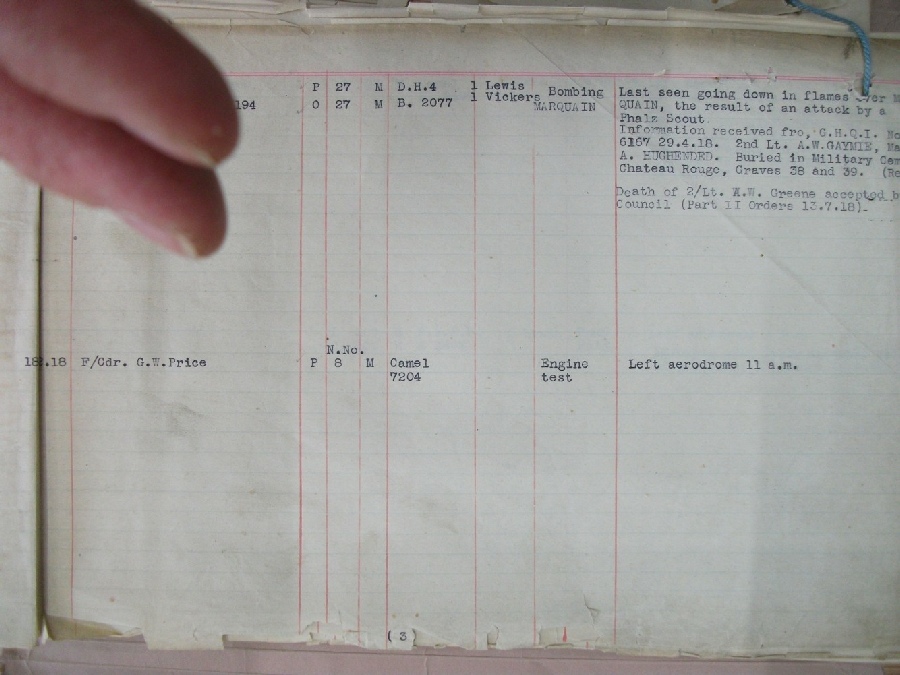 P 27 M D.H.4 1 Lewis Bombing Last seen going down in flames over
194 O 27 M B. 2077 1 Vickers MARQUAIN QUAIN, the result of an attack by a
Phalz Scout.
Information received fro, G.H.Q.I. No
6167 29.4.18. 2nd Lt. A.W.GAYMIE,
A. HUGHENDED. Buried in Military
Chateau Rouge, Graves 38 and 39.
Death of 2/Lt. W.W. Greene accepted
Council (Part II Orders 13.7.18).
N.No.
F/Cdr. G.W.Price P 8 M Camel Engine Left aerodrome 11 a.m.
7204 test
( 3